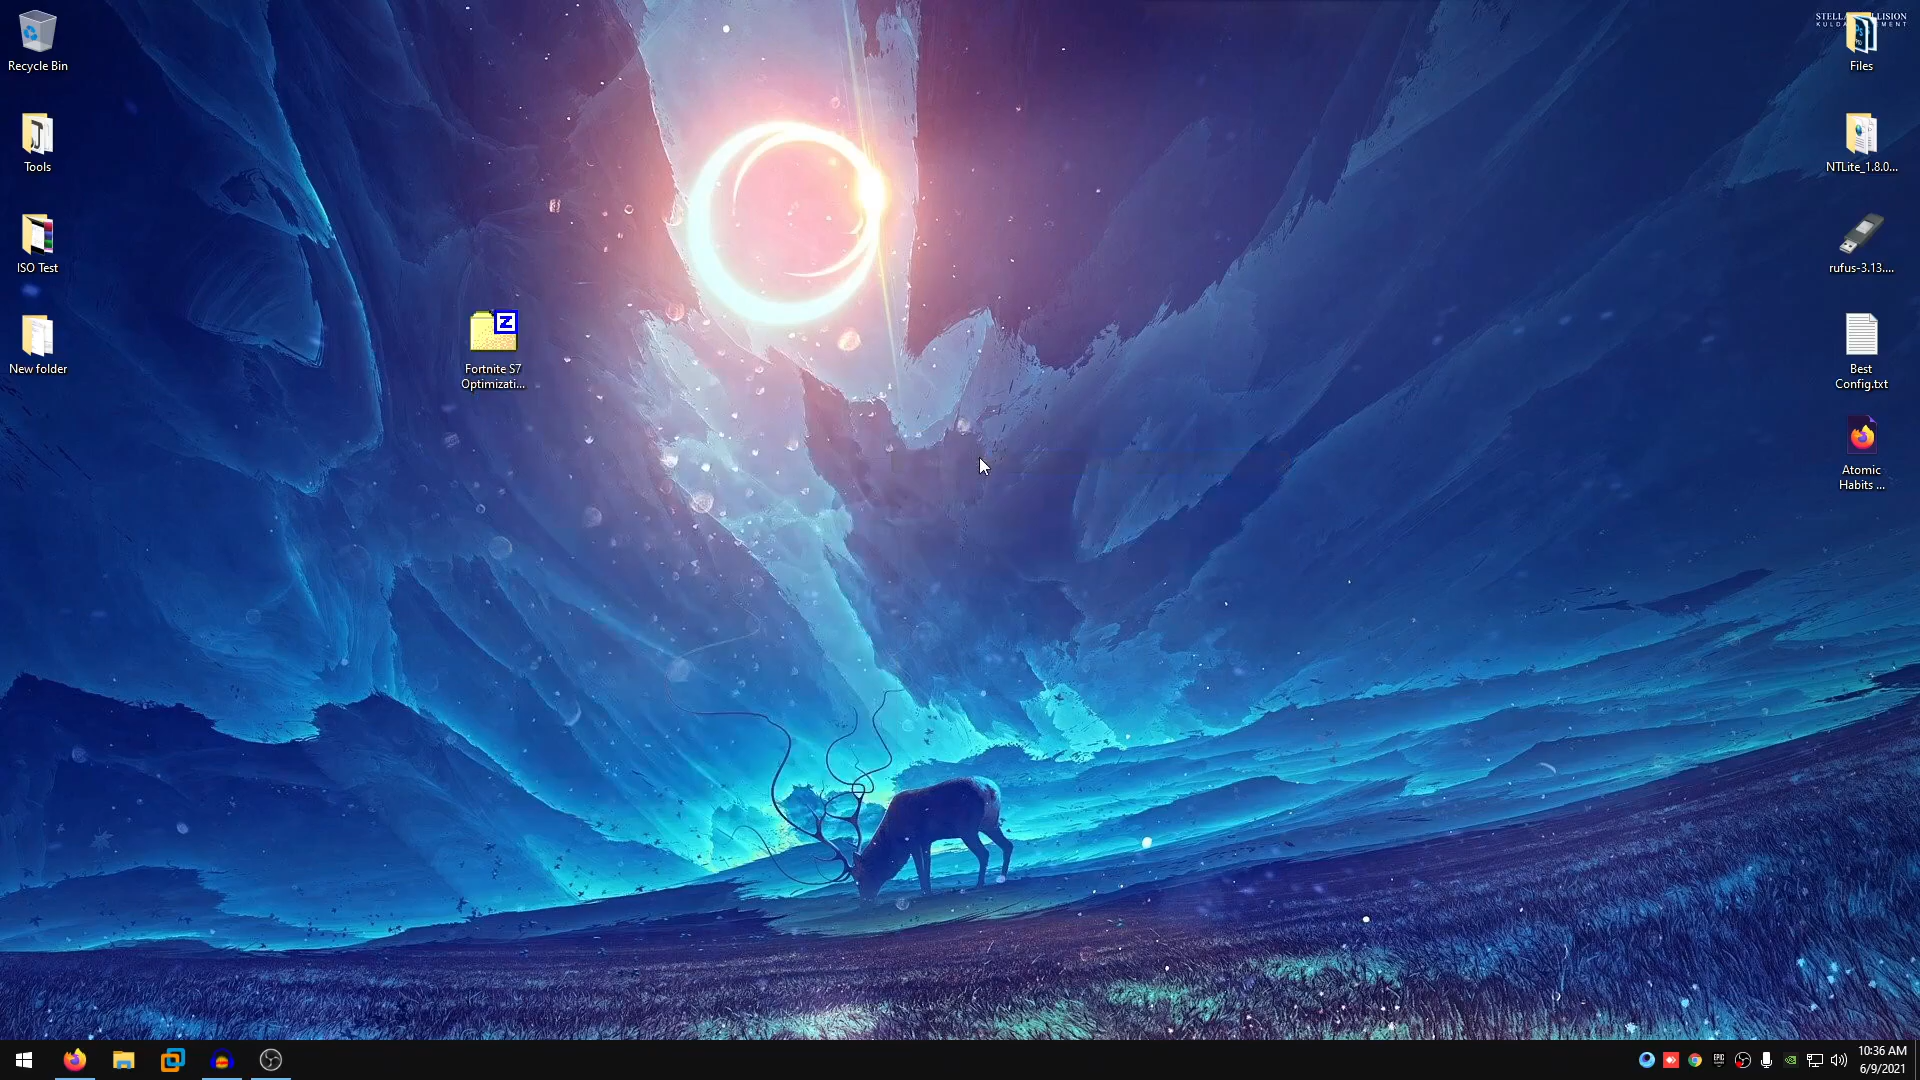 Recycle Bin
Tools
ISO Test
New folder
Fortnite S7
Optimizati...
Files
NTLite_1.8.0...
rufus-3.13....
Best
Config.txt
Atomic
Habits ...
EPIC
10:36 AM
6/9/2021